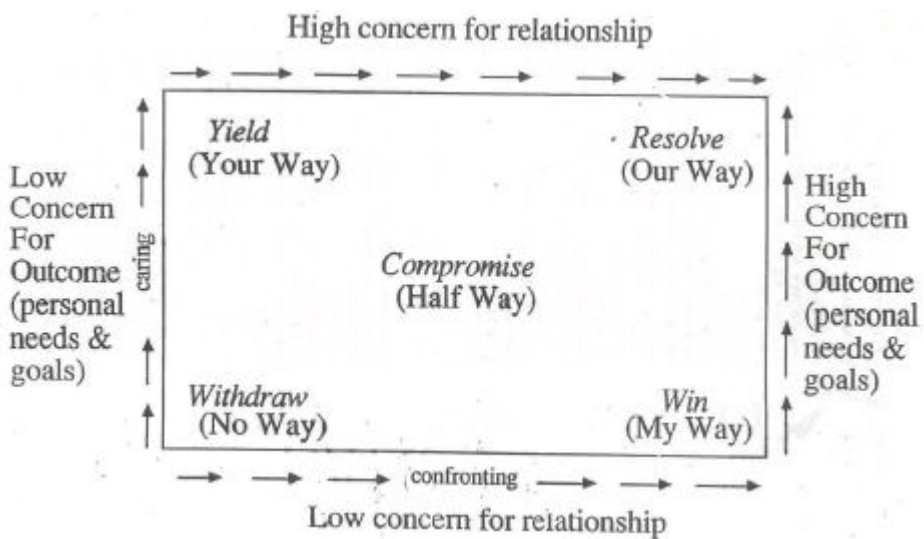 High concern for relationship
Yield
(Your Way)
Resolve
(Our Way)
Low
Concern
For
Outcome
(personal
needs &
goals)
caring
High
Concern
For
Outcome
(personal
needs &
goals)
Compromise
(Half Way)
Withdraw
(No Way)
Win
(My Way)
confronting
Low concern for relationship